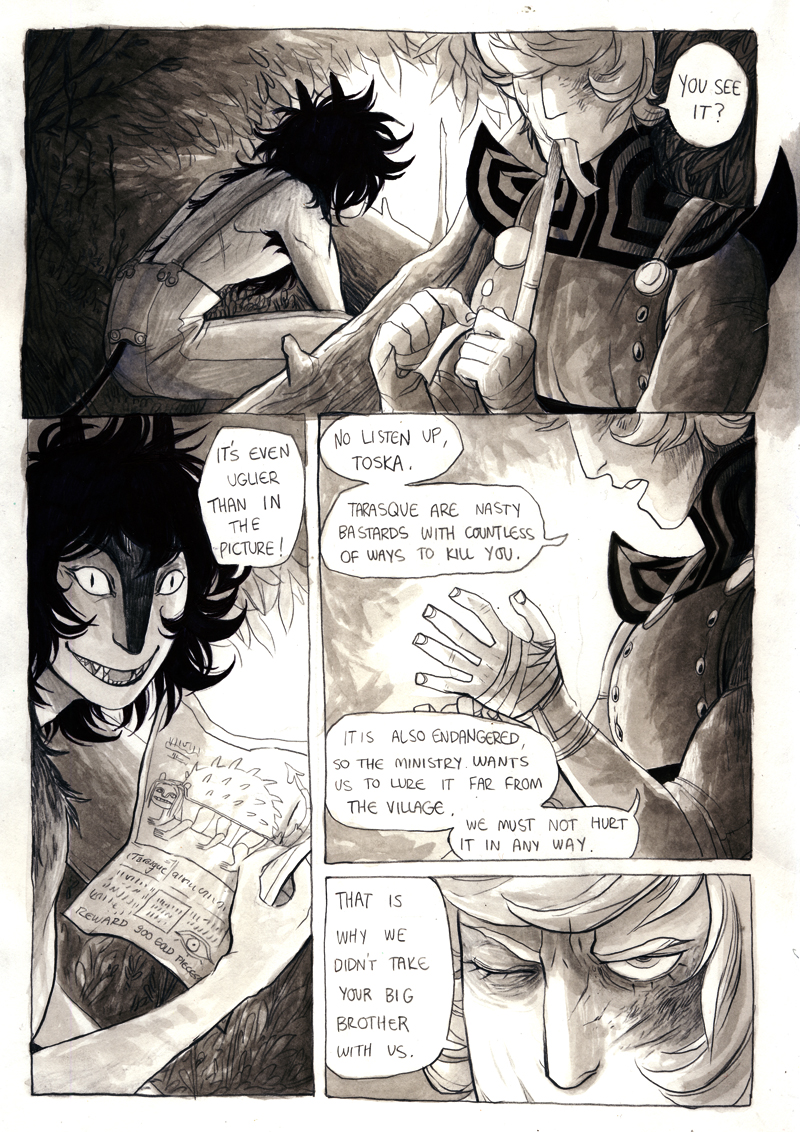 YOU SEE
IT?
IT'S EVEN
UGLIER
THAN IN
THE
PICTURE!
(Tarasque)
REWARD 900 GOLD PIECES
NO LISTEN UP,
TOSKA.
TARASQUE ARE NASTY
BASTARDS WITH COUNTLESS
OF WAYS TO KILL YOU.
IT IS ALSO ENDANGERED,
SO THE MINISTRY WANTS
US TO LURE IT FAR FROM
THE VILLAGE.
WE MUST NOT HURT
IT IN ANY WAY.
THAT IS
WHY WE
DIDN'T TAKE
YOUR BIG
BROTHER
WITH US.